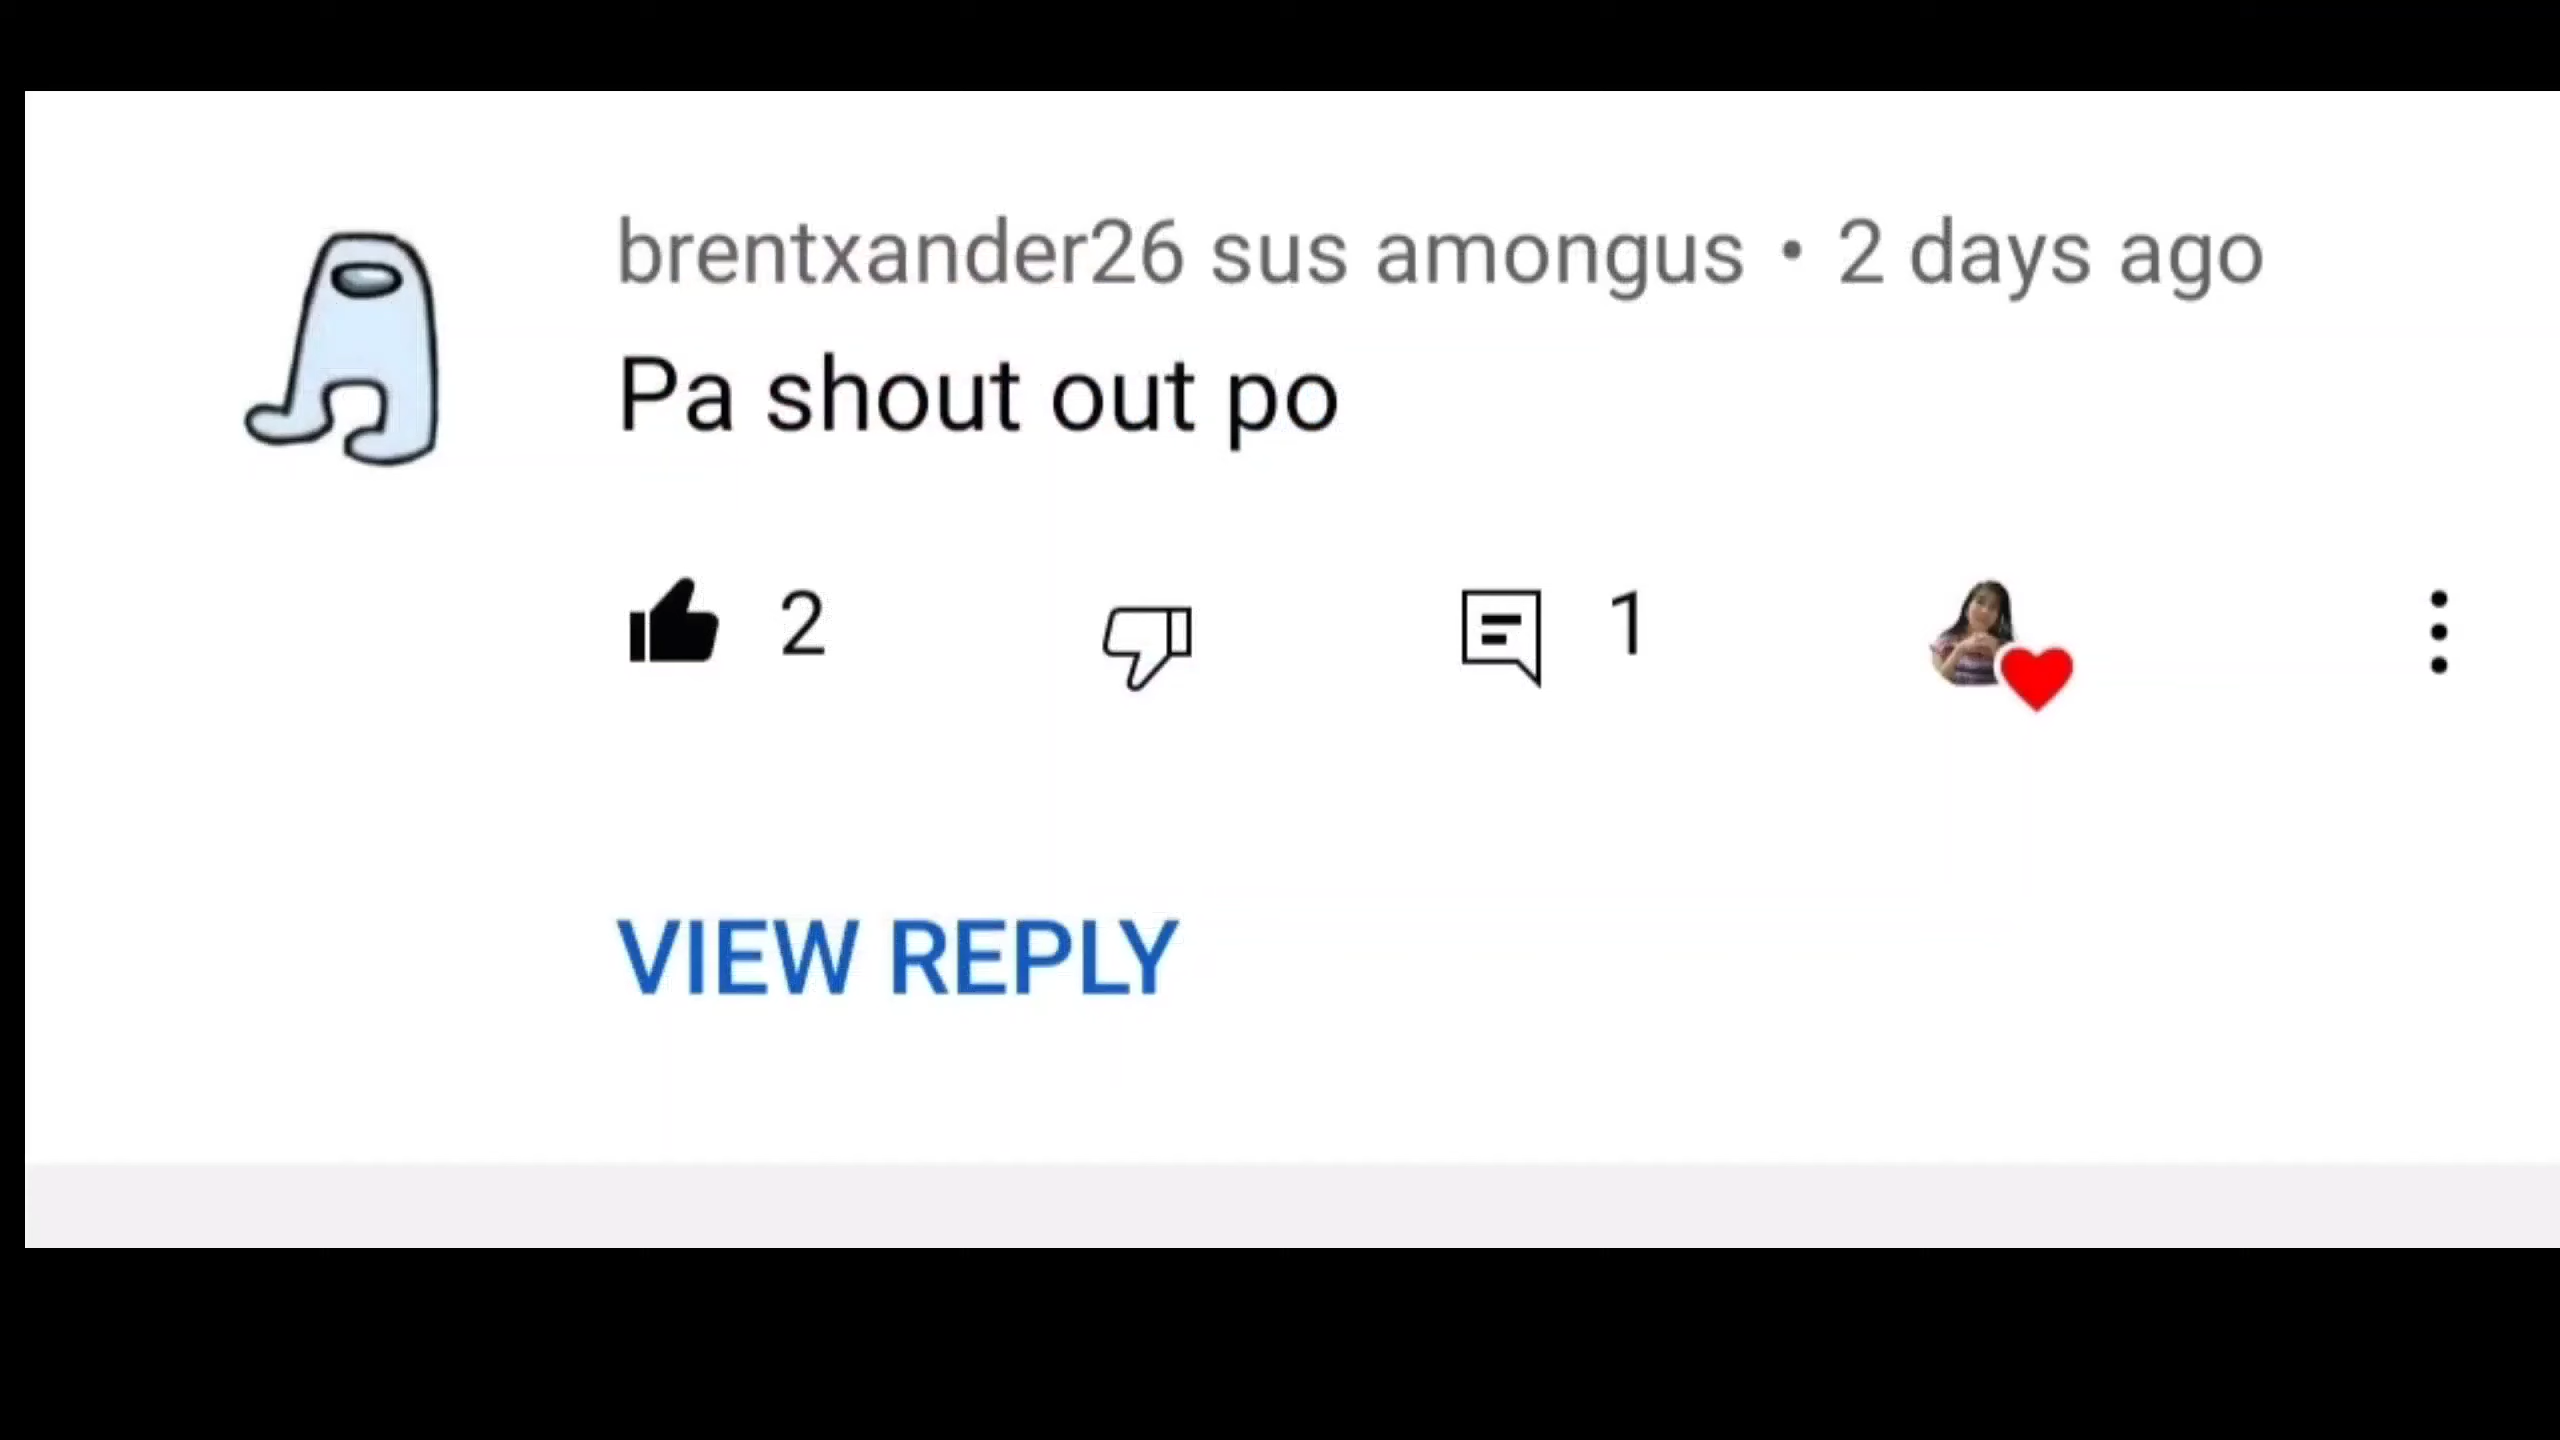 brentxander26 sus amongus • 2 days ago
Pa shout out po
2 1
VIEW REPLY